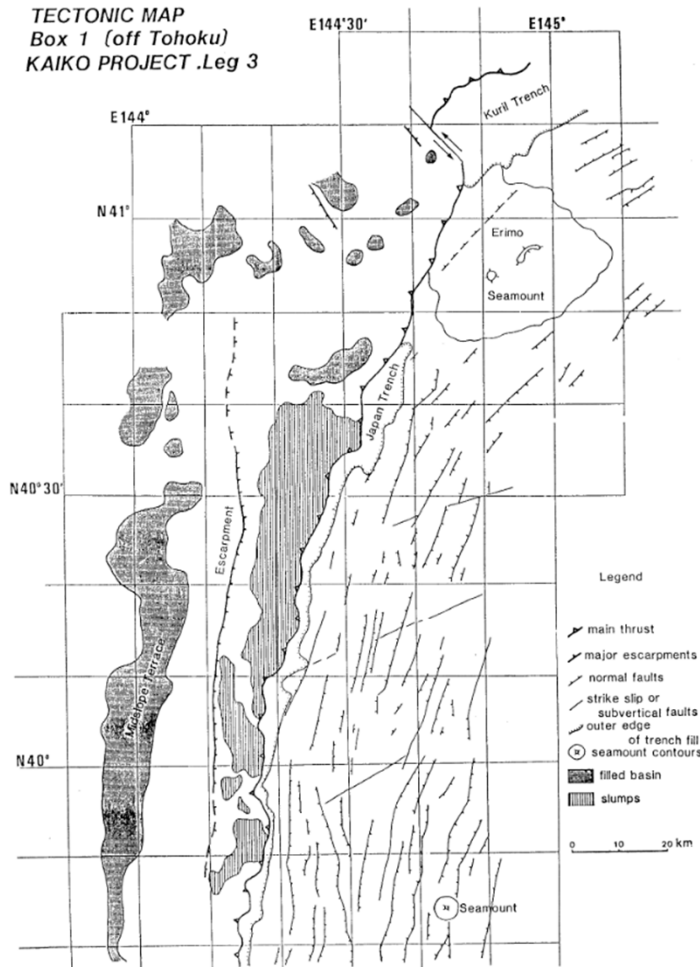 TECTONIC MAP
Box 1 (off Tohoku)
KAIKO PROJECT .Leg 3
E144°30'
E145°
E144°
Kuril Trench
N41°
Erimo
Seamount
Japan Trench
N40°30'
Escarpment
Midslope Terrace
Legend
main thrust
major escarpments
normal faults
strike slip or
subvertical faults
outer edge
of trench fill
seamount contours
filled basin
slumps
N40°
0 10 20 km
Seamount